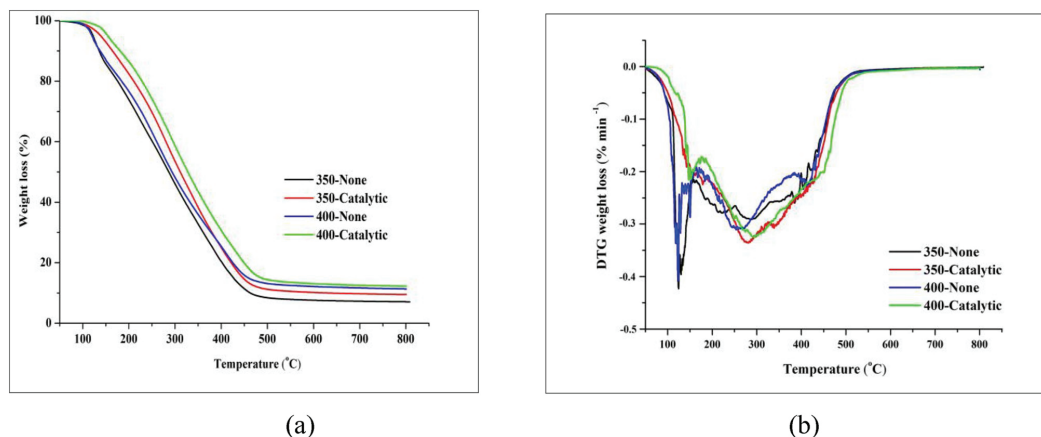 100
80
60
40
20
0
Weight loss (%)
350-None
350-Catalytic
400-None
400-Catalytic
100 200 300 400 500 600 700 800
Temperature (°C)
(a)
0.0
-0.1
-0.2
-0.3
-0.4
-0.5
DTG weight loss (% min -1)
350-None
350-Catalytic
400-None
400-Catalytic
100 200 300 400 500 600 700 800
Temperature (°C)
(b)